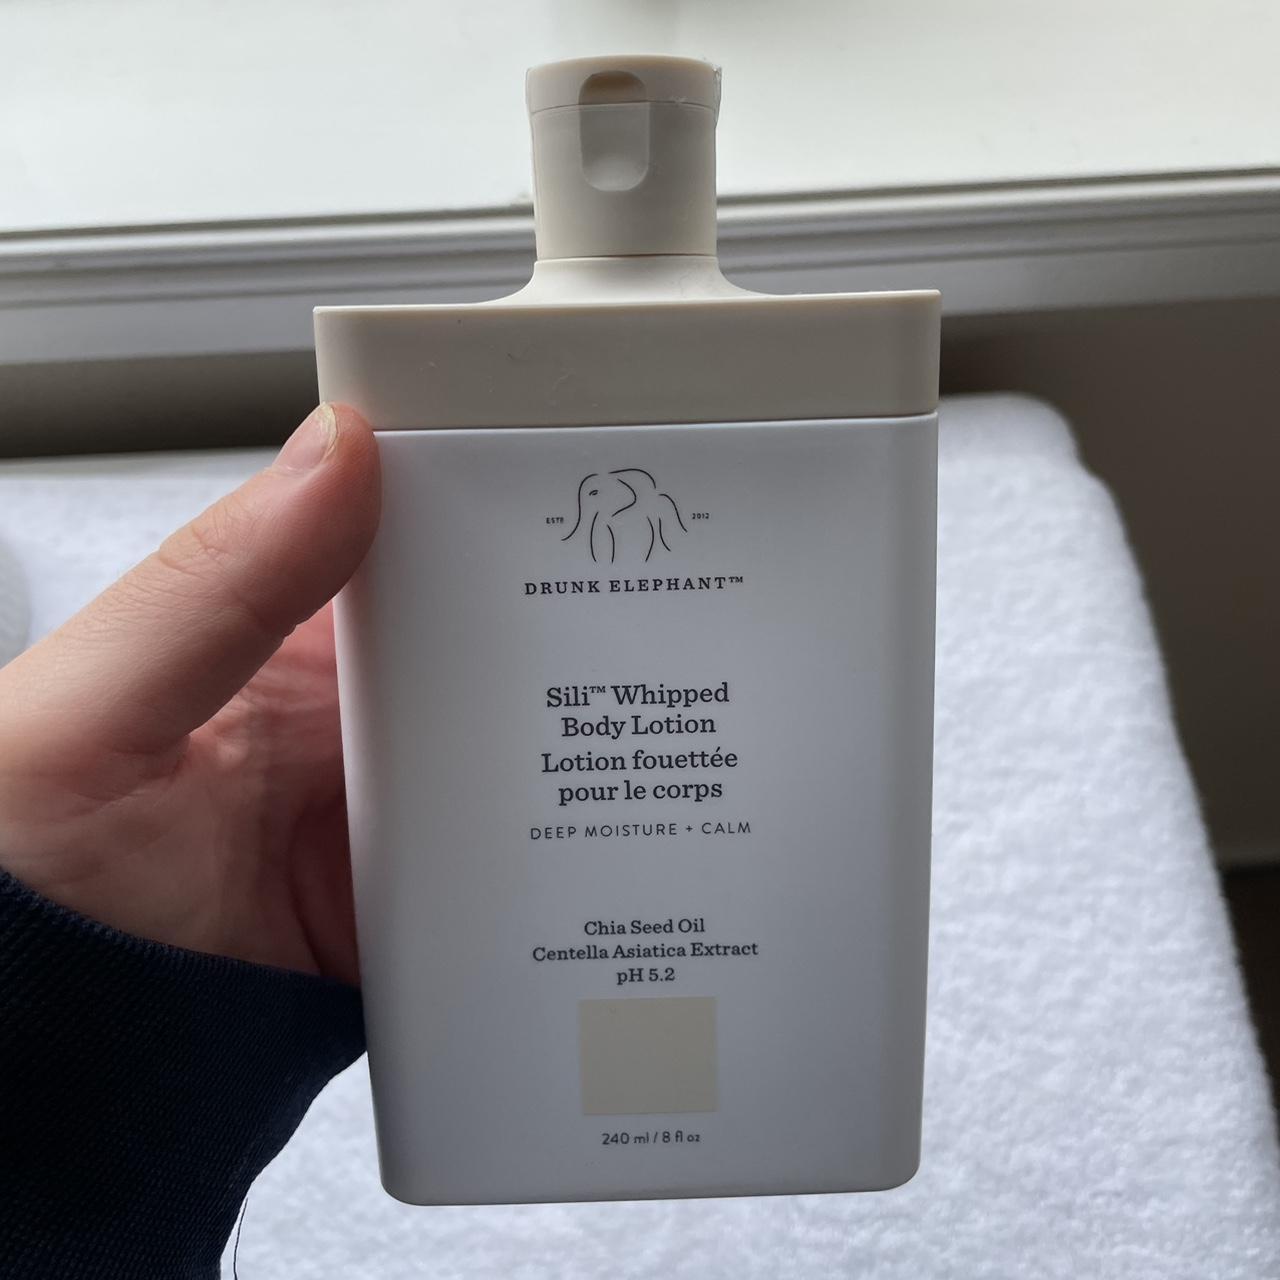 ESTD 2012
DRUNK ELEPHANT™
Sili™ Whipped
Body Lotion
Lotion fouettée
pour le corps
DEEP MOISTURE + CALM
Chia Seed Oil
Centella Asiatica Extract
pH 5.2
240 ml / 8 fl oz